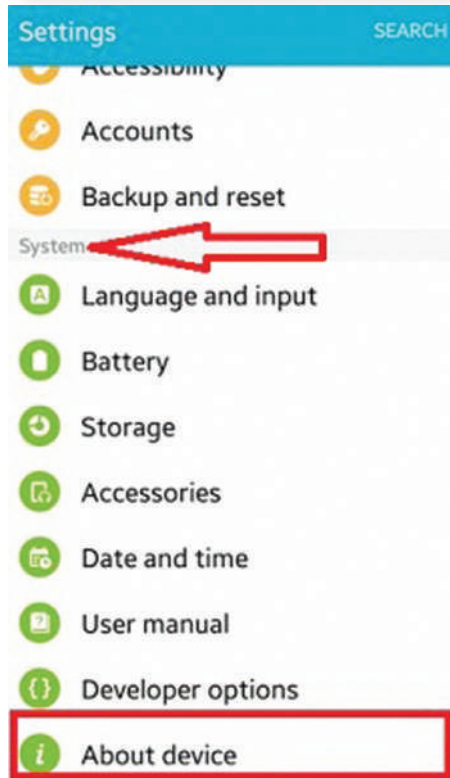 Settings
SEARCH
Accessibility
Accounts
Backup and reset
System
A
Language and input
Battery
Storage
Accessories
Date and time
?
User manual
{}
Developer options
i
About device